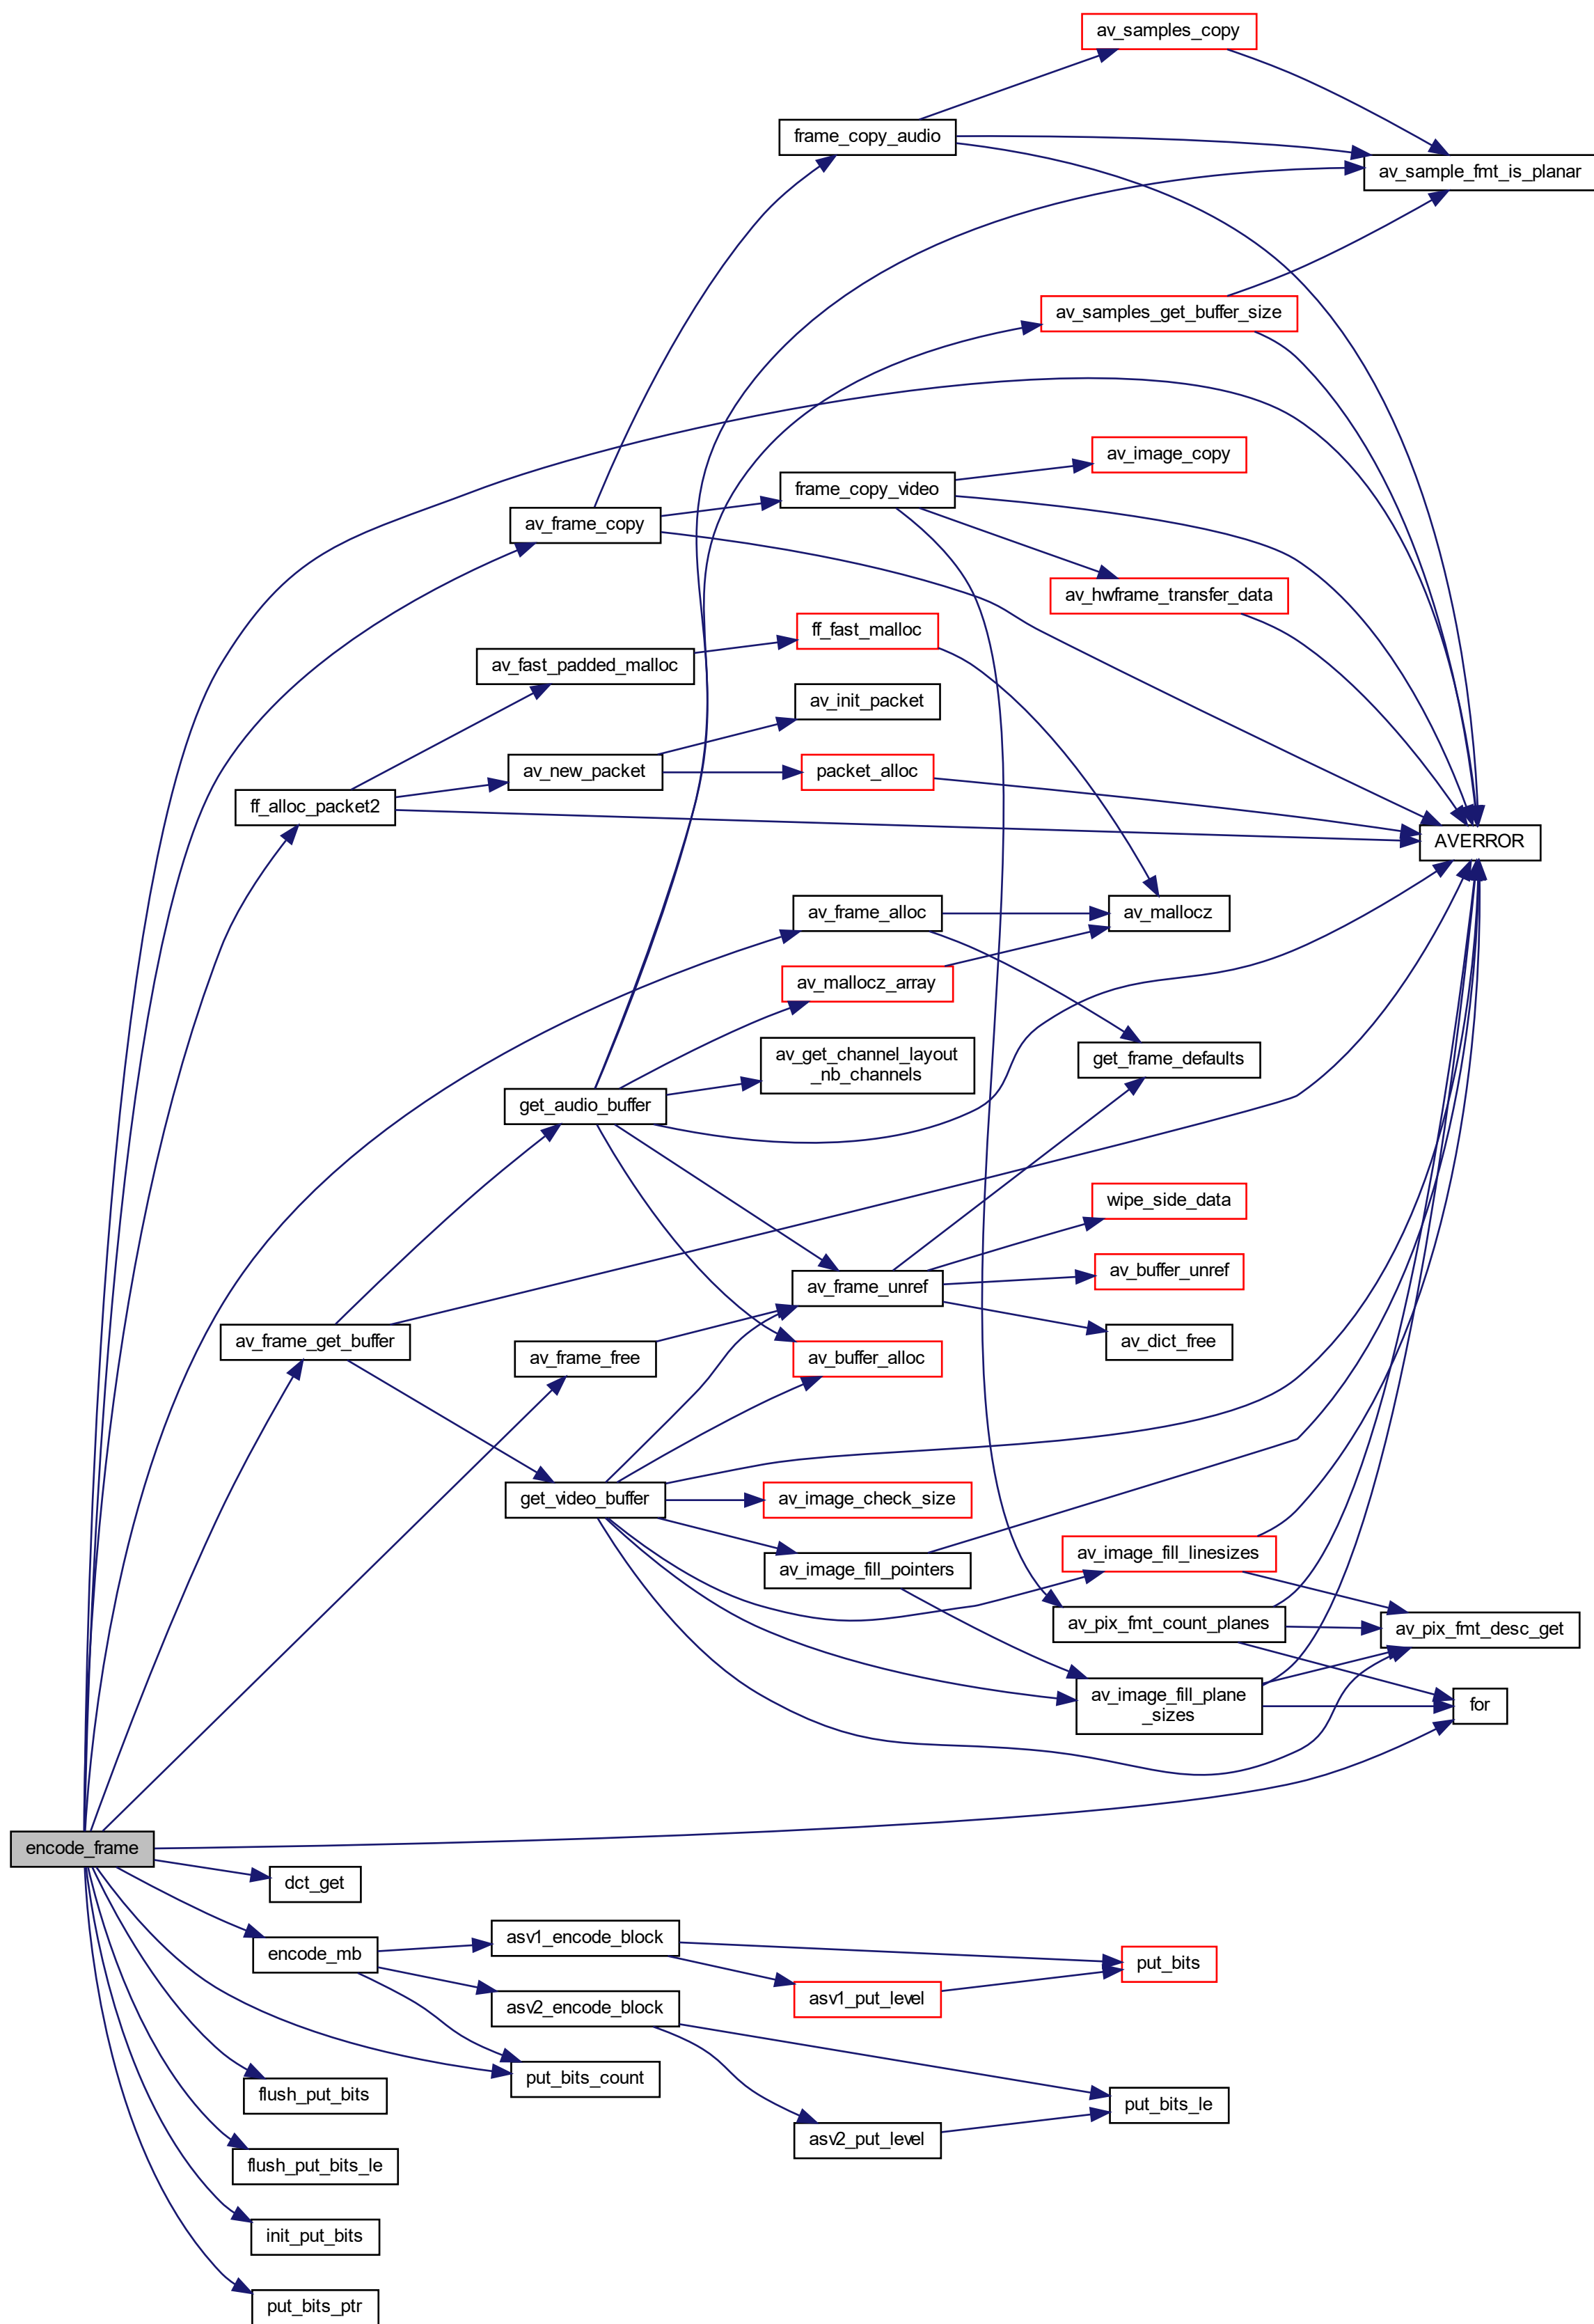 av_samples_copy
frame_copy_audio
av_sample_fmt_is_planar
av_samples_get_buffer_size
av_image_copy
frame_copy_video
av_frame_copy
av_hwframe_transfer_data
ff_fast_malloc
av_fast_padded_malloc
av_init_packet
av_new_packet
packet_alloc
ff_alloc_packet2
AVERROR
av_frame_alloc
av_mallocz
av_mallocz_array
get_frame_defaults
av_get_channel_layout
_nb_channels
get_audio_buffer
wipe_side_data
av_frame_unref
av_buffer_unref
av_frame_get_buffer
av_dict_free
av_frame_free
av_buffer_alloc
get_video_buffer
av_image_check_size
av_image_fill_linesizes
av_image_fill_pointers
av_pix_fmt_count_planes
av_pix_fmt_desc_get
av_image_fill_plane
_sizes
for
encode_frame
dct_get
asv1_encode_block
encode_mb
put_bits
asv1_put_level
asv2_encode_block
put_bits_count
flush_put_bits
put_bits_le
asv2_put_level
flush_put_bits_le
init_put_bits
put_bits_ptr